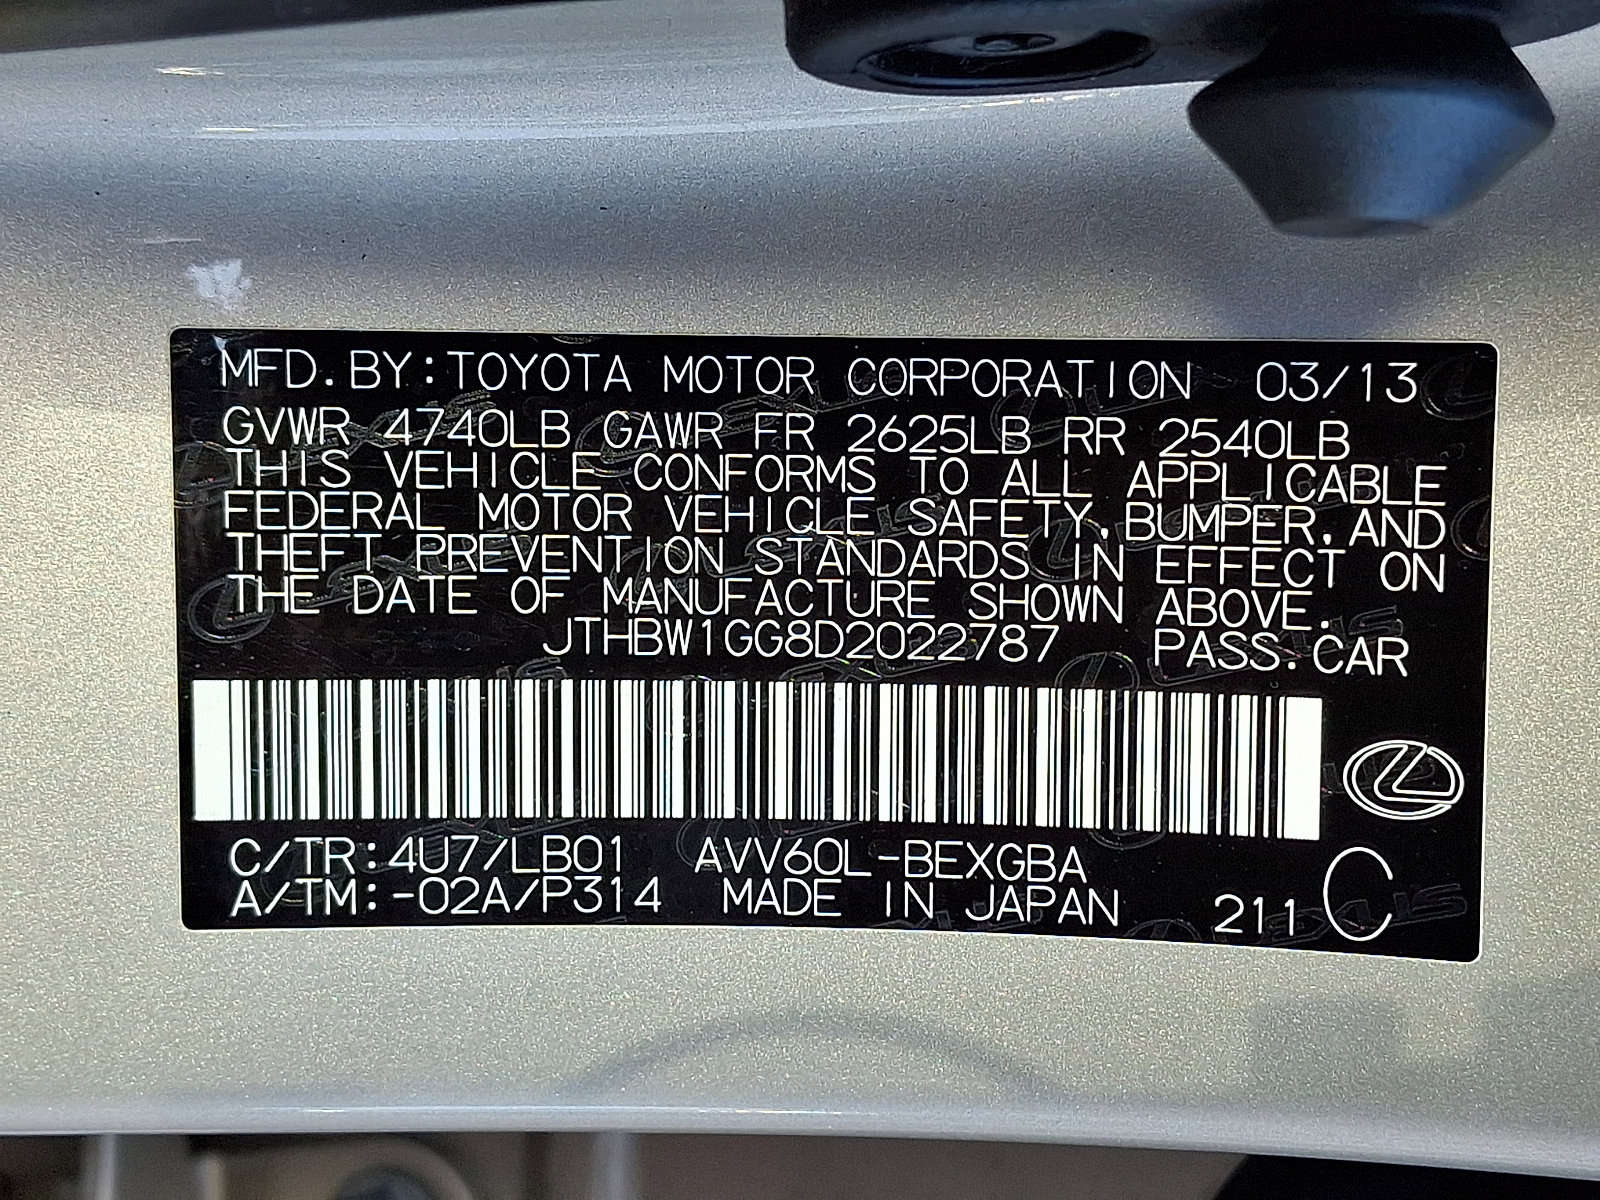 MFD.BY:TOYOTA MOTOR CORPORATION 03/13
GVWR 4740LB GAWR FR 2625LB RR 2540LB
THIS VEHICLE CONFORMS TO ALL APPLICABLE
FEDERAL MOTOR VEHICLE SAFETY,BUMPER,AND
THEFT PREVENTION STANDARDS IN EFFECT ON
THE DATE OF MANUFACTURE SHOWN ABOVE.
JTHBW1GG8D2022787 PASS.CAR
C/TR:4U7/LB01 AVV60L-BEXGBA
A/TM:-02A/P314 MADE IN JAPAN 211 C